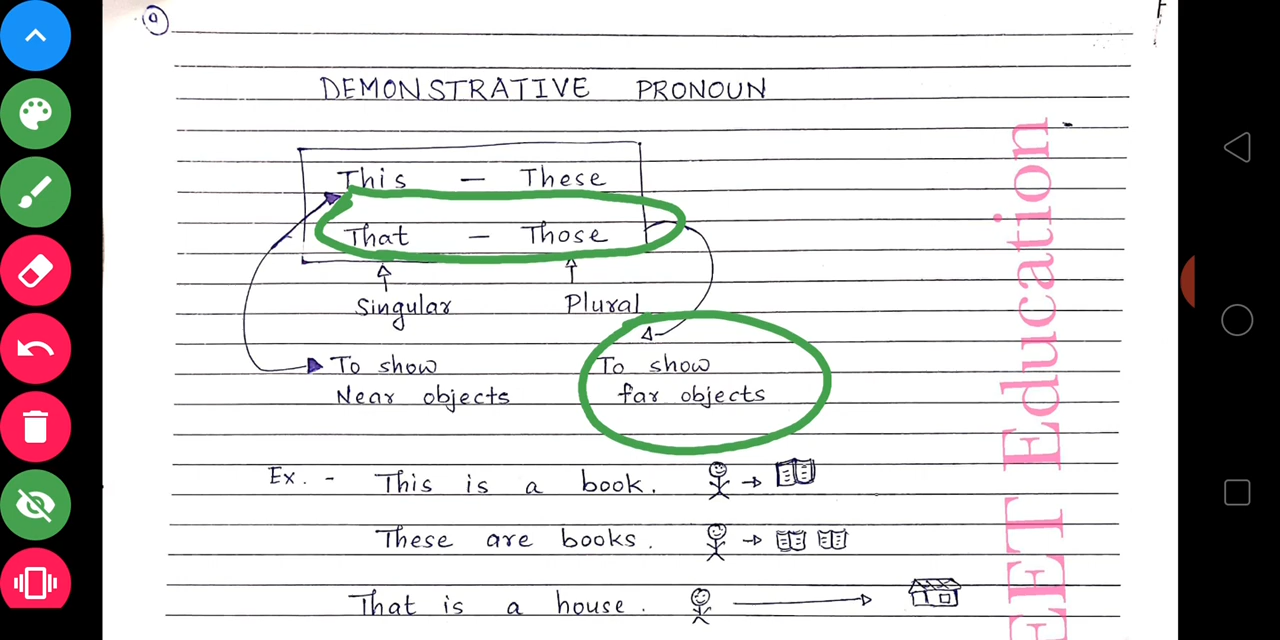 DEMONSTRATIVE PRONOUN
This - These
That - Those
Singular Plural
To show To show
Near objects far objects
Ex. - This is a book.
These are books.
That is a house.
EET Education